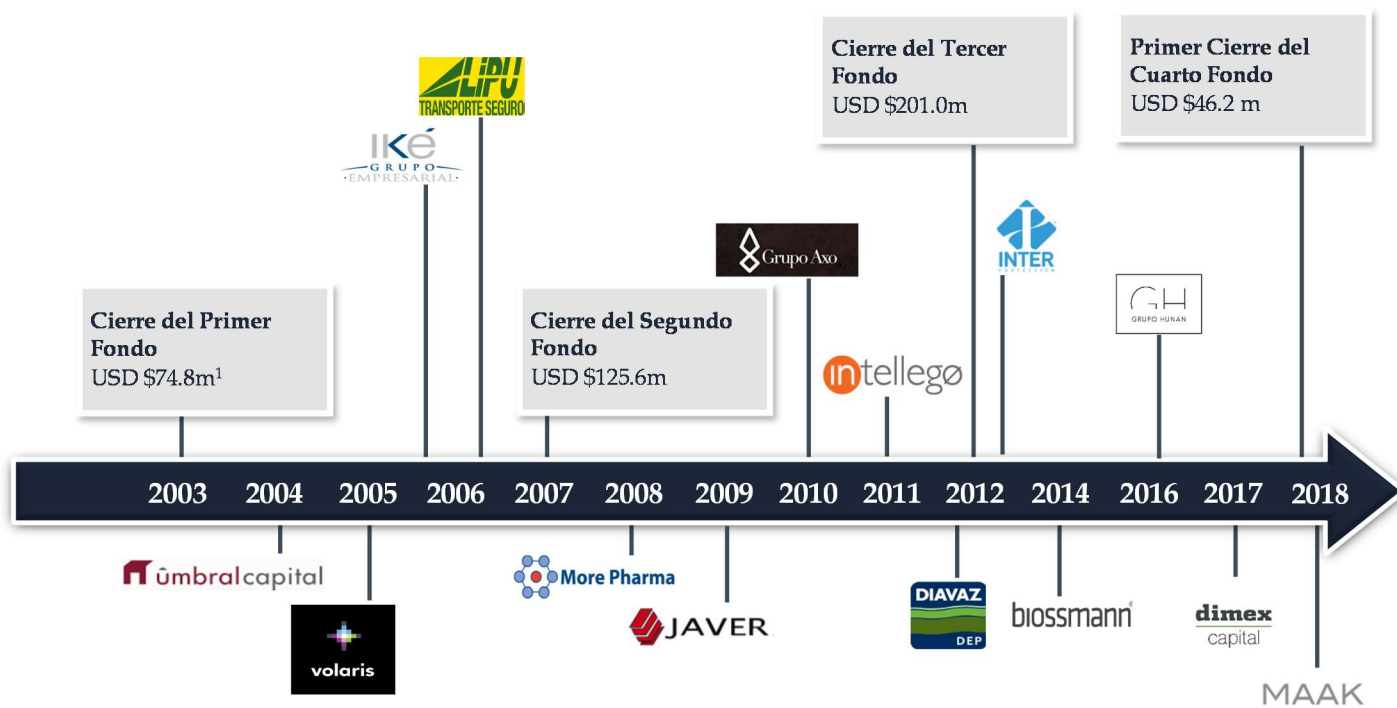 Cierre del Tercer
Fondo
USD $201.0m
Primer Cierre del
Cuarto Fondo
USD $46.2 m
LiPU
TRANSPORTE SEGURO
IKé
GRUPO
EMPRESARIAL
INTER
PROTECCIÓN
Grupo Axo
GH
GRUPO HUNAN
Cierre del Primer
Fondo
USD $74.8m¹
Cierre del Segundo
Fondo
USD $125.6m
intellego
2003 2004 2005 2006 2007 2008 2009 2010 2011 2012 2014 2016 2017 2018
ûmbralcapital
More Pharma
DIAVAZ
DEP
biossmann
dimex
capital
JAVER
volaris
MAAK